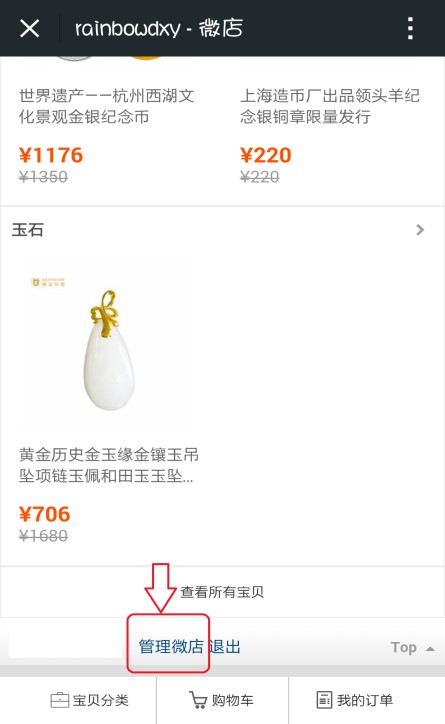 rainbowdxy - 微店
世界遗产——杭州西湖文
化景观金银纪念币
¥1176
¥1350
上海造币厂出品领头羊纪
念银铜章限量发行
¥220
¥220
玉石
黄金历史金玉缘金镶玉吊
坠项链玉佩和田玉玉坠...
¥706
¥1680
查看所有宝贝
管理微店 退出
Top
宝贝分类
购物车
我的订单